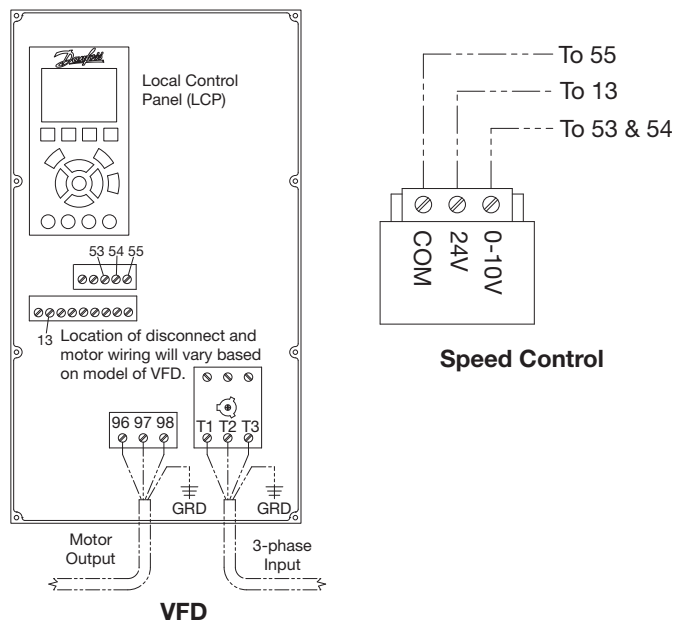 Danfoss
Local Control
Panel (LCP)
53 54 55
13
Location of disconnect and
motor wiring will vary based
on model of VFD.
96 97 98
T1 T2 T3
GRD
GRD
Motor
Output
3-phase
Input
VFD
To 55
To 13
To 53 & 54
COM
24V
0-10V
Speed Control